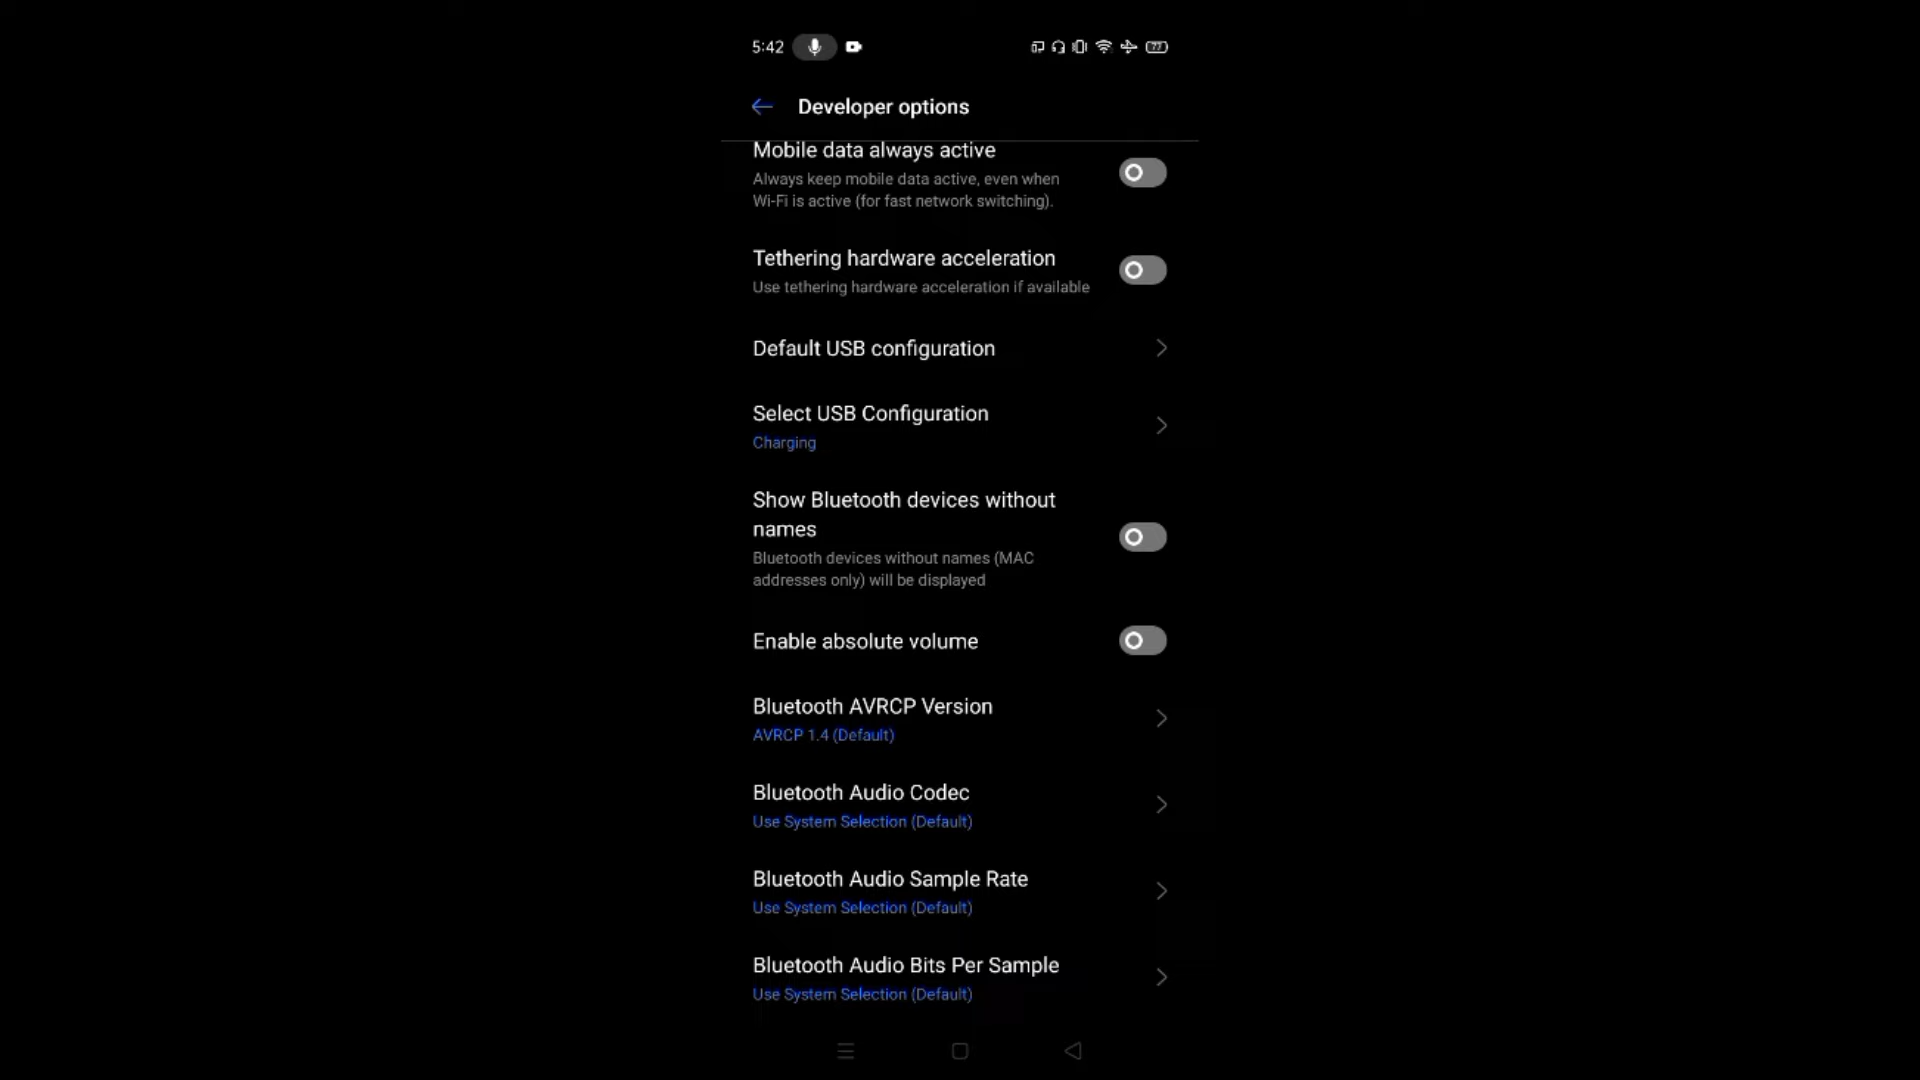 5:42
77
Developer options
Mobile data always active
Always keep mobile data active, even when
Wi-Fi is active (for fast network switching).
Tethering hardware acceleration
Use tethering hardware acceleration if available
Default USB configuration
Select USB Configuration
Charging
Show Bluetooth devices without
names
Bluetooth devices without names (MAC
addresses only) will be displayed
Enable absolute volume
Bluetooth AVRCP Version
AVRCP 1.4 (Default)
Bluetooth Audio Codec
Use System Selection (Default)
Bluetooth Audio Sample Rate
Use System Selection (Default)
Bluetooth Audio Bits Per Sample
Use System Selection (Default)